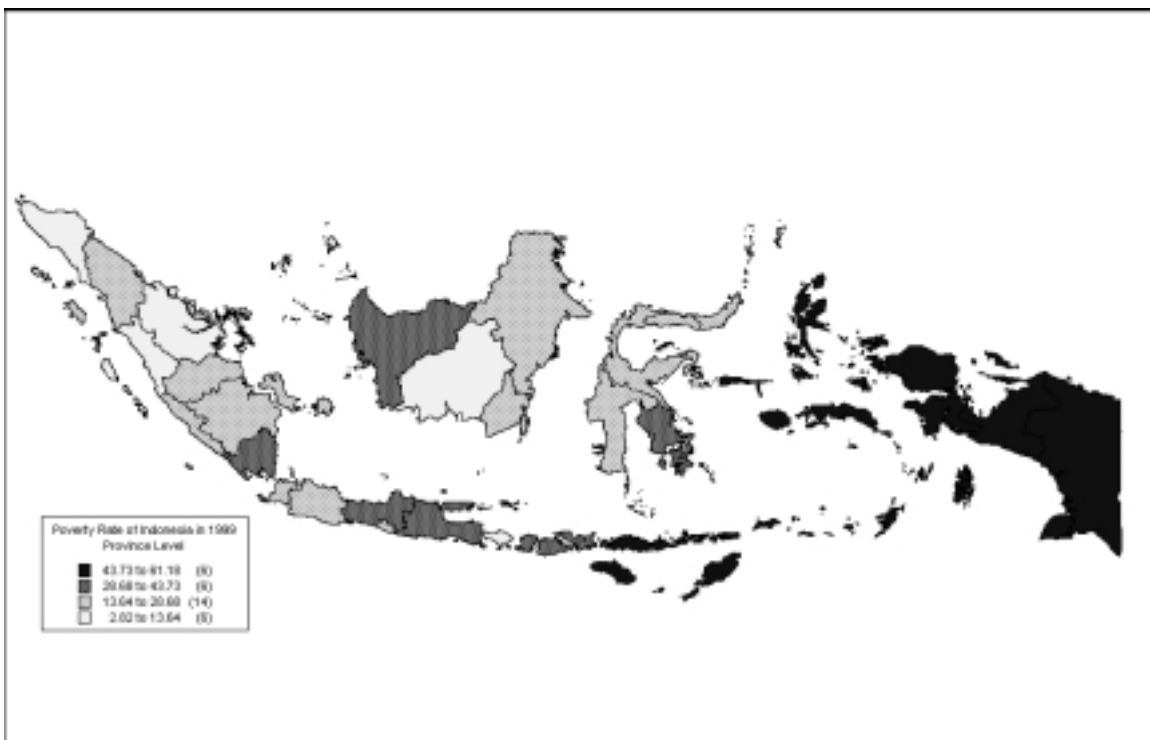 Poverty Rate of Indonesia in 1999
Province Level
43.73 to 61.18 (6)
28.68 to 43.73 (6)
13.64 to 28.68 (14)
2.02 to 13.64 (6)